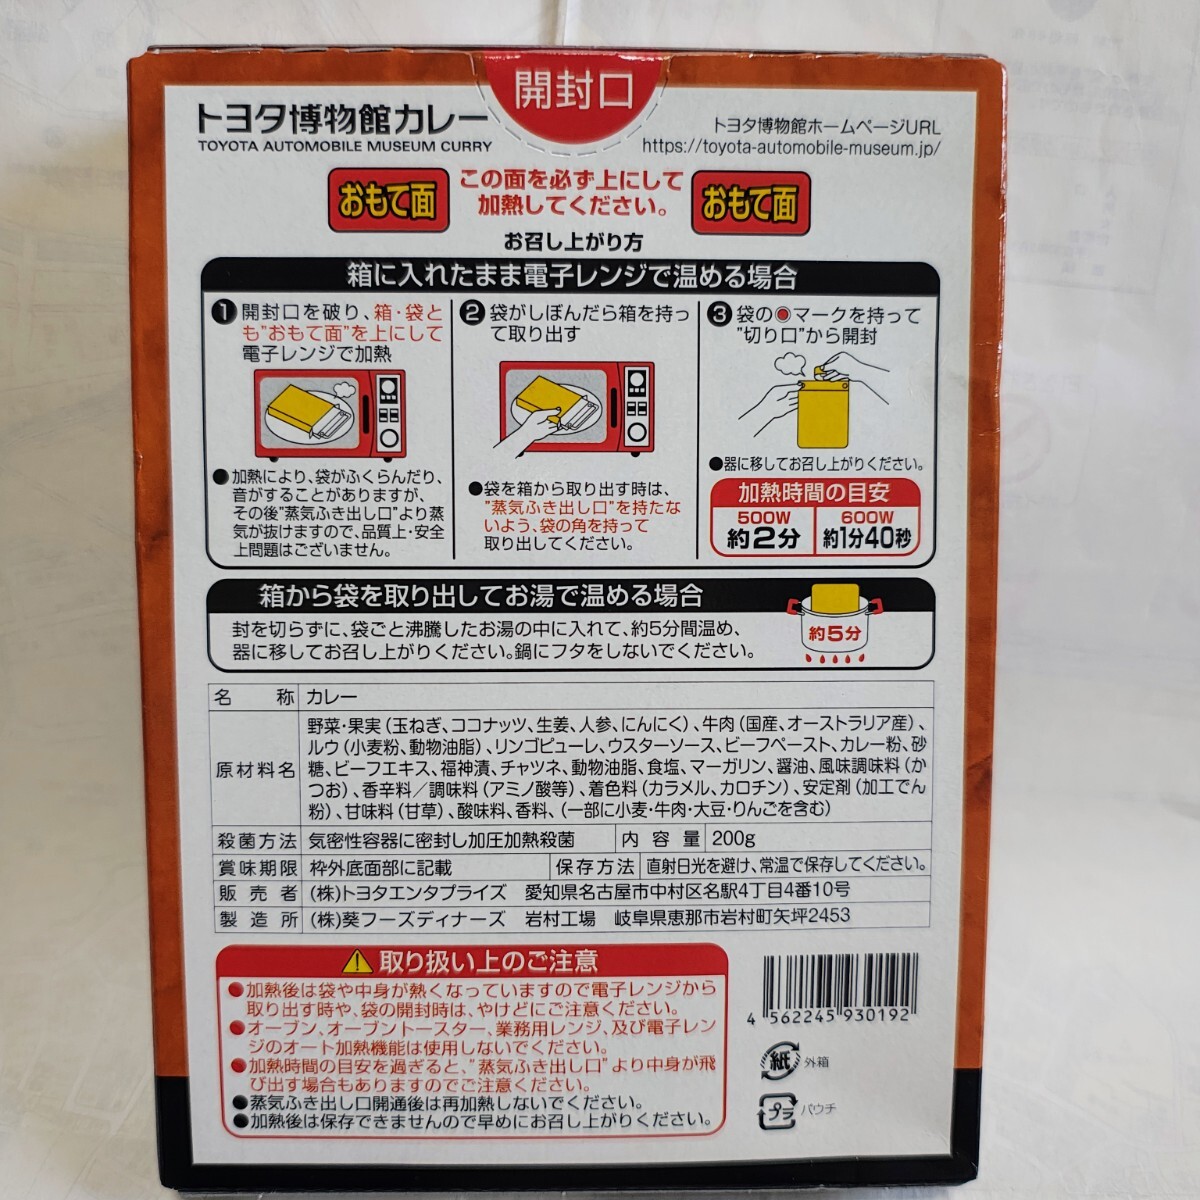 開封口
トヨタ博物館カレー
TOYOTA AUTOMOBILE MUSEUM CURRY
トヨタ博物館ホームページURL
https://toyota-automobile-museum.jp/
おもて面
この面を必ず上にして
加熱してください。
おもて面
お召し上がり方
箱に入れたまま電子レンジで温める場合
1 開封口を破り、箱・袋と
も"おもて面"を上にして
電子レンジで加熱
●加熱により、袋がふくらんだり、
音がすることがありますが、
その後"蒸気ふき出し口"より蒸
気が抜けますので、品質上・安全
上問題はございません。
2 袋がしぼんだら箱を持っ
て取り出す
●袋を箱から取り出す時は、
"蒸気ふき出し口"を持たな
いよう、袋の角を持って
取り出してください。
3 袋の◉マークを持って
"切り口"から開封
●器に移してお召し上がりください。
加熱時間の目安
500W
約2分
600W
約1分40秒
箱から袋を取り出してお湯で温める場合
封を切らずに、袋ごと沸騰したお湯の中に入れて、約5分間温め、
器に移してお召し上がりください。鍋にフタをしないでください。
約5分
名 称 カレー
原材料名 野菜・果実(玉ねぎ、ココナッツ、生姜、人参、にんにく)、牛肉(国産、オーストラリア産)、
ルウ(小麦粉、動物油脂)、リンゴピューレ、ウスターソース、ビーフペースト、カレー粉、砂
糖、ビーフエキス、福神漬、チャツネ、動物油脂、食塩、マーガリン、醤油、風味調味料(か
つお)、香辛料/調味料(アミノ酸等)、着色料(カラメル、カロチン)、安定剤(加工でん
粉)、甘味料(甘草)、酸味料、香料、(一部に小麦・牛肉・大豆・りんごを含む)
殺菌方法 気密性容器に密封し加圧加熱殺菌 内容量 200g
賞味期限 枠外底面部に記載 保存方法 直射日光を避け、常温で保存してください。
販売者 (株)トヨタエンタプライズ 愛知県名古屋市中村区名駅4丁目4番10号
製造所 (株)葵フーズディナーズ 岩村工場 岐阜県恵那市岩村町矢坪2453
取り扱い上のご注意
●加熱後は袋や中身が熱くなっていますので電子レンジから
取り出す時や、袋の開封時は、やけどにご注意ください。
●オーブン、オーブントースター、業務用レンジ、及び電子レン
ジのオート加熱機能は使用しないでください。
●加熱時間の目安を過ぎると、"蒸気ふき出し口"より中身が飛
び出す場合もありますのでご注意ください。
●蒸気ふき出し口開通後は再加熱しないでください。
●加熱後は保存できませんので早めにお召し上がりください。
4 562245 930192
紙 外箱
プラ パウチ